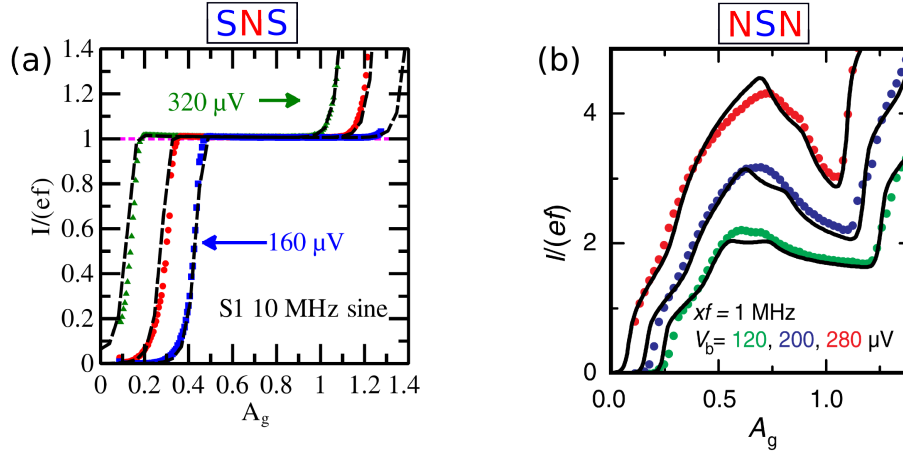 SNS
(a)
1.4
1.2
1
0.8
0.6
0.4
0.2
0
I/(ef)
320 μV
160 μV
S1 10 MHz sine
0 0.2 0.4 0.6 0.8 1 1.2 1.4
A_g
NSN
(b)
4
2
0
I/(ef)
xf = 1 MHz
V_b= 120, 200, 280 μV
0.0 0.5 1.0
A_g